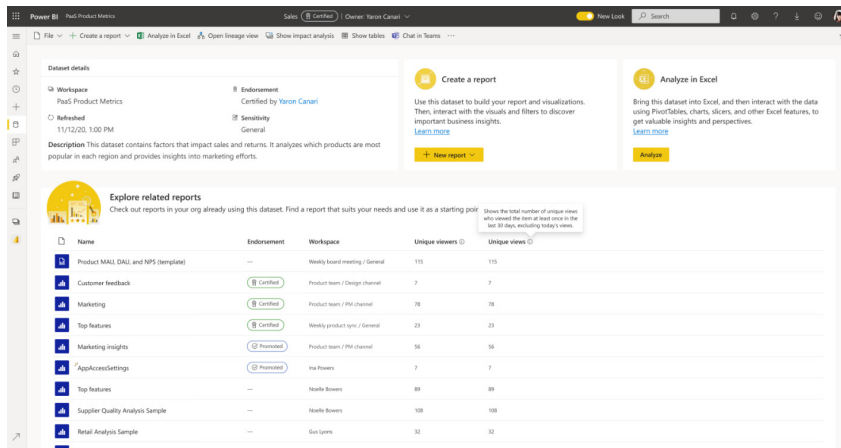 Power BI PaaS Product Metrics
Sales Certified | Owner: Yaron Canari
New Look
Search
File
Create a report
Analyze in Excel
Open lineage view
Show impact analysis
Show tables
Chat in Teams
Dataset details
Workspace
PaaS Product Metrics
Endorsement
Certified by Yaron Canari
Refreshed
11/12/20, 1:00 PM
Sensitivity
General
Description This dataset contains factors that impact sales and returns. It analyzes which products are most
popular in each region and provides insights into marketing efforts.
Create a report
Use this dataset to build your report and visualizations.
Then, interact with the visuals and filters to discover
important business insights.
Learn more
New report
Analyze in Excel
Bring this dataset into Excel, and then interact with the data
using PivotTables, charts, slicers, and other Excel features, to
get valuable insights and perspectives.
Learn more
Analyze
Explore related reports
Check out reports in your org already using this dataset. Find a report that suits your needs and use it as a starting poin
Shows the total number of unique views
who viewed the item at least once in the
last 30 days, excluding today's views.
Name Endorsement Workspace Unique viewers Unique views
Product MAU, DAU, and NPS (template) — Weekly board meeting / General 115 115
Customer feedback Certified Product team / Design channel 7 7
Marketing Certified Product team / PM channel 78 78
Top features Certified Weekly product sync / General 23 23
Marketing insights Promoted Product team / PM channel 56 56
AppAccessSettings Promoted Ina Powers 7 7
Top features — Noelle Bowers 89 89
Supplier Quality Analysis Sample — Noelle Bowers 108 108
Retail Analysis Sample — Gus Lyons 32 32